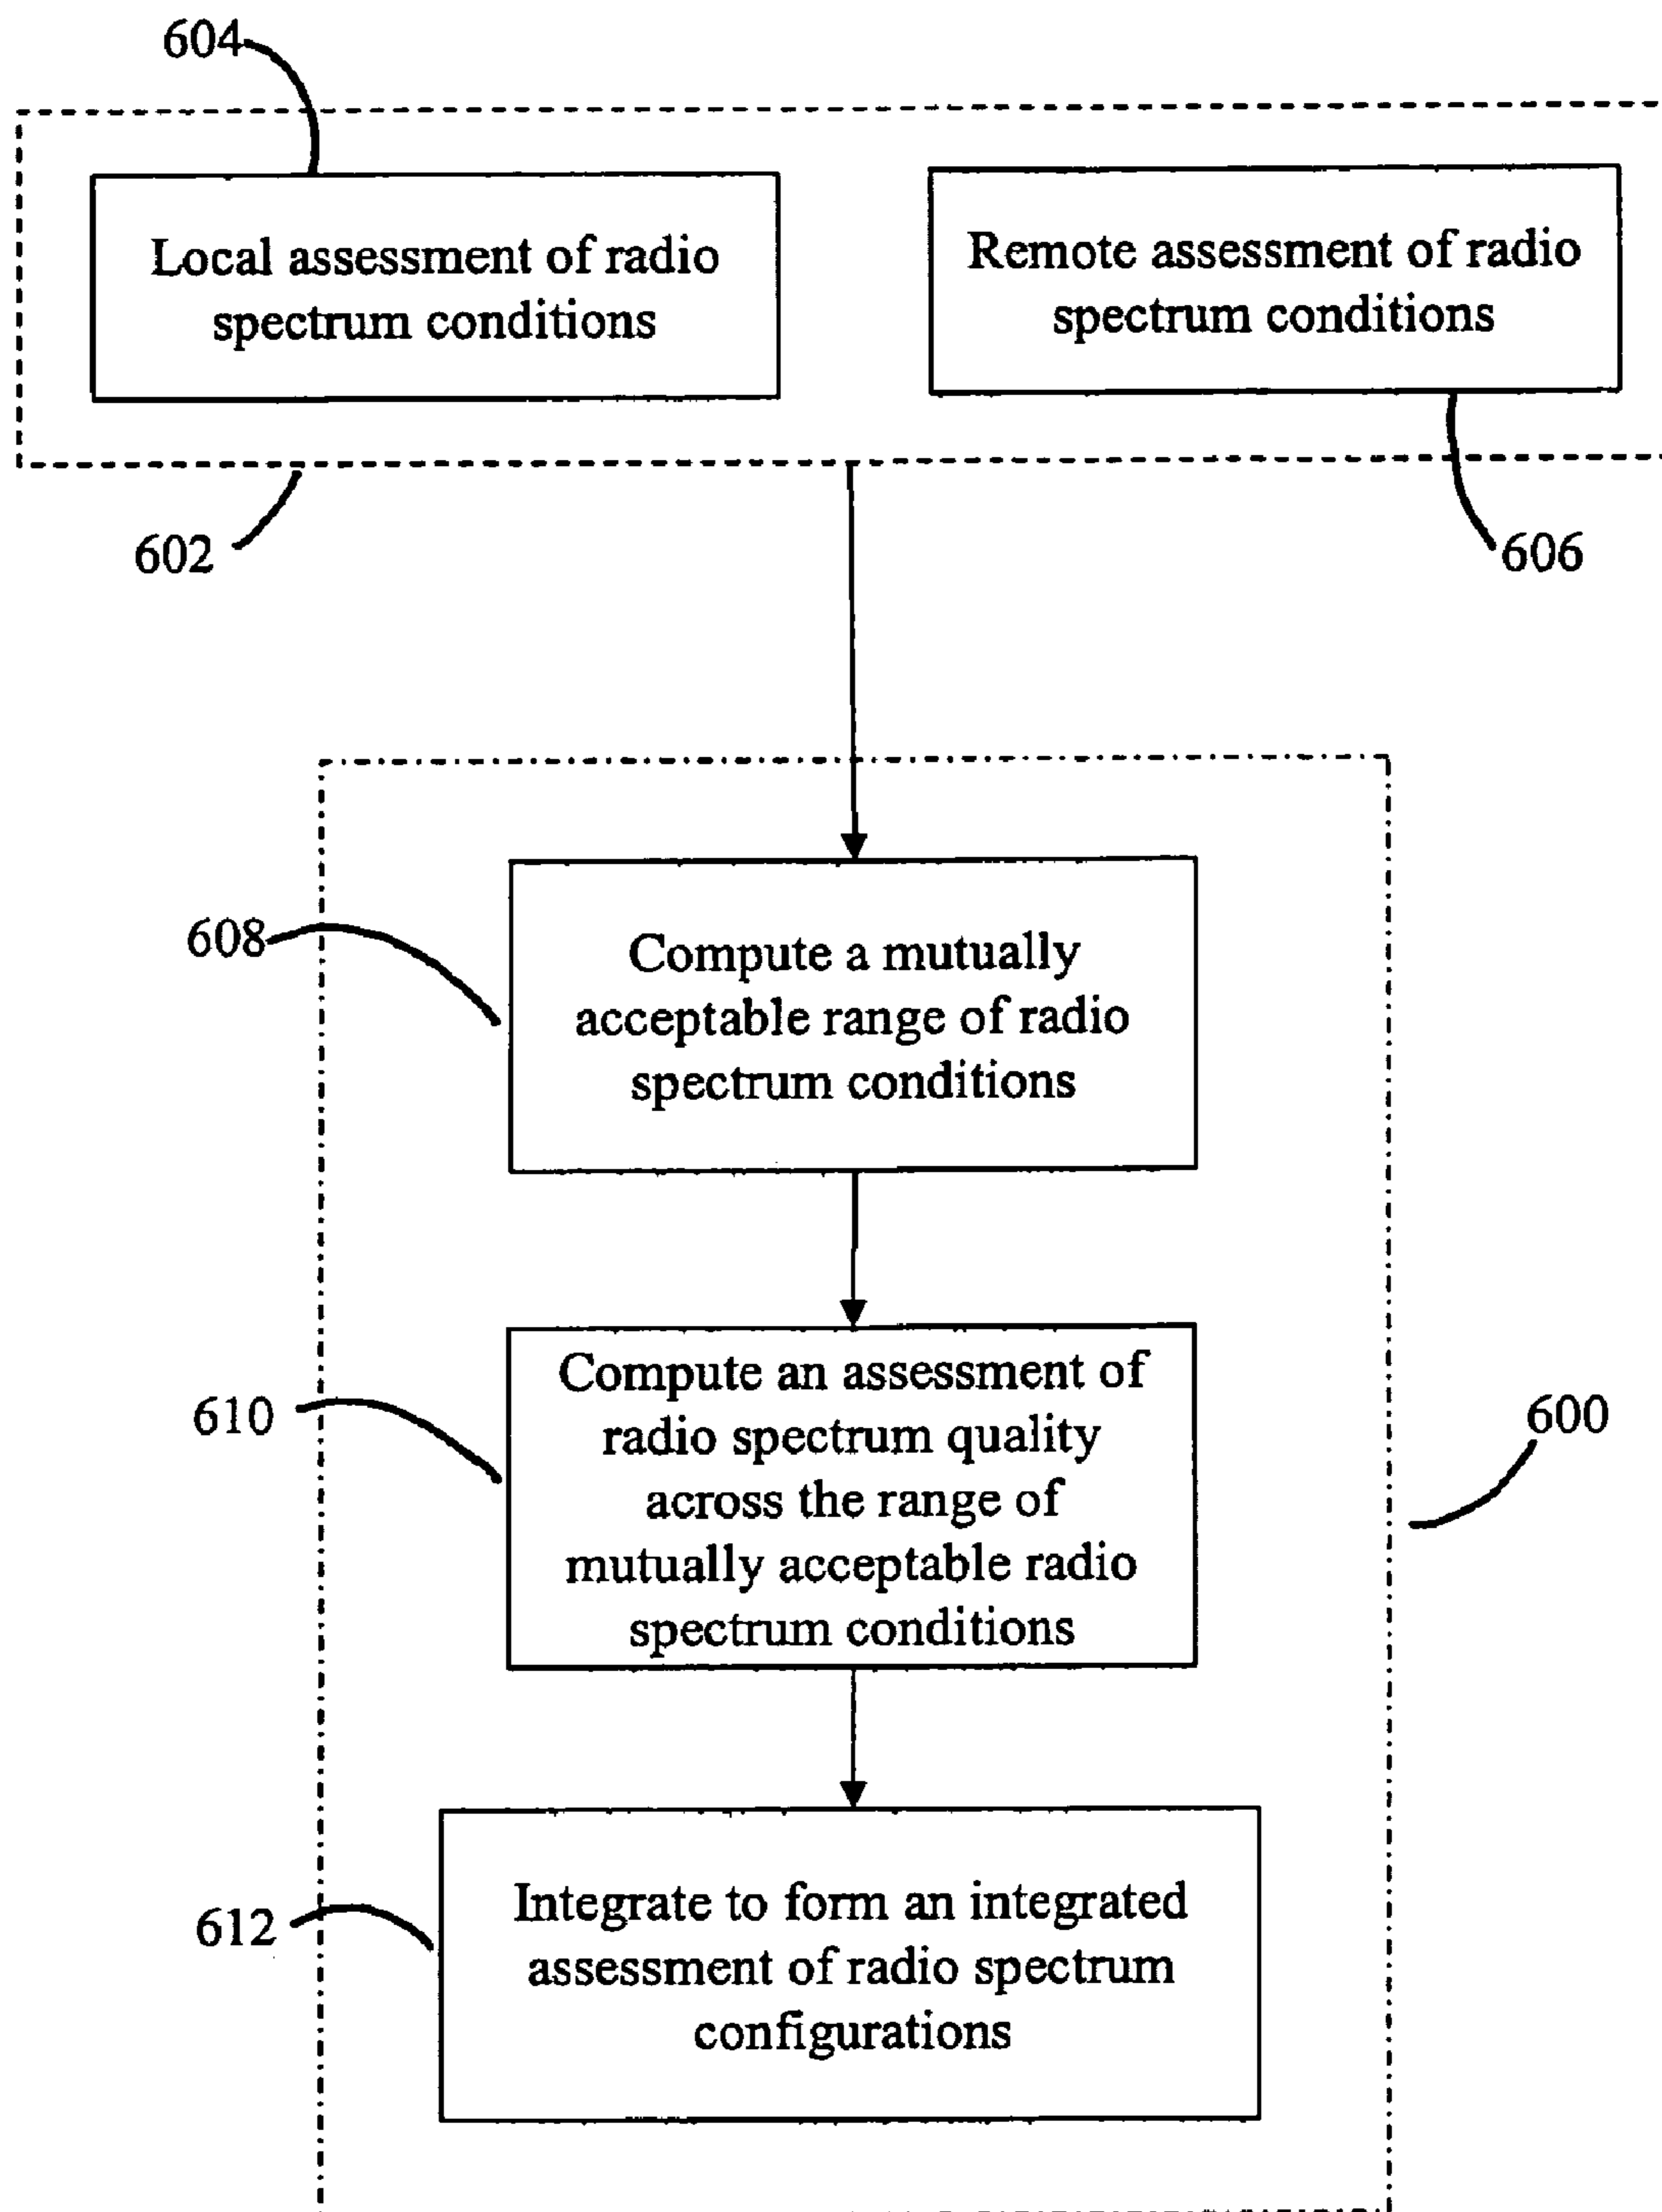 604
Local assessment of radio
spectrum conditions
Remote assessment of radio
spectrum conditions
602
606
608
Compute a mutually
acceptable range of radio
spectrum conditions
610
Compute an assessment of
radio spectrum quality
across the range of
mutually acceptable radio
spectrum conditions
600
612
Integrate to form an integrated
assessment of radio spectrum
configurations